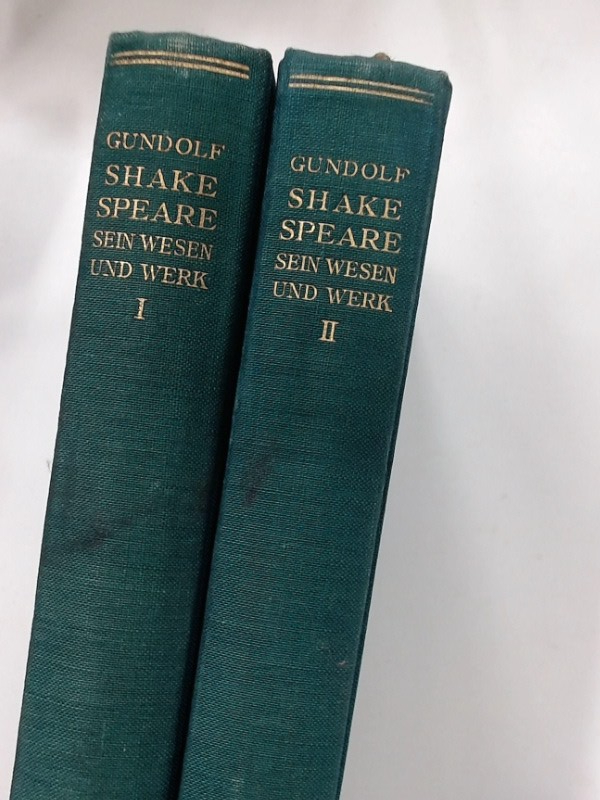 GUNDOLF
SHAKE
SPEARE
SEIN WESEN
UND WERK
I
GUNDOLF
SHAKE
SPEARE
SEIN WESEN
UND WERK
II